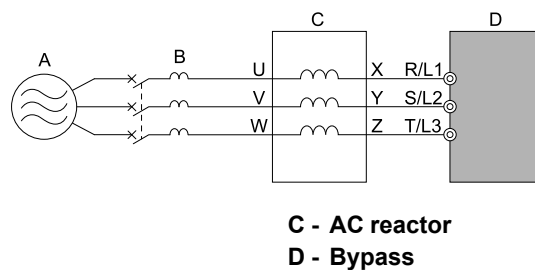 A B C D
U X R/L1
V Y S/L2
W Z T/L3
C - AC reactor
D - Bypass